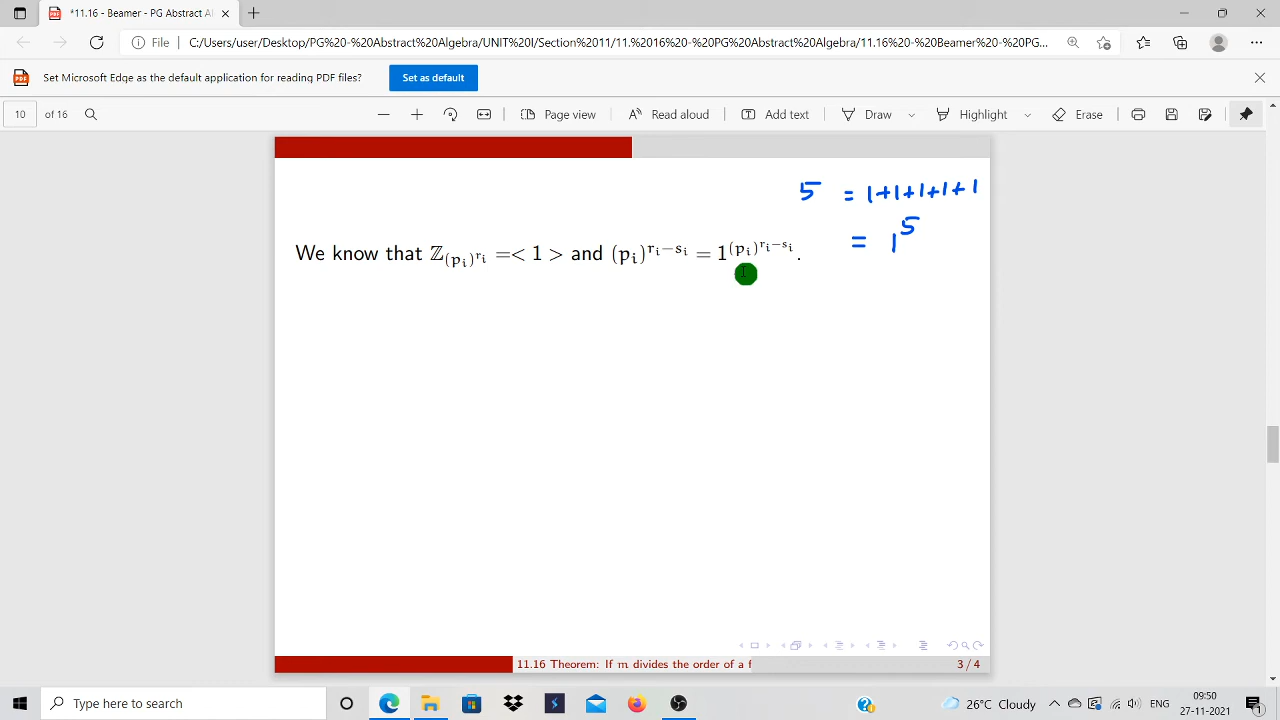 *11.16 - Beamer - PG Abstract Al
File
C:/Users/user/Desktop/PG%20-%20Abstract%20Algebra/UNIT%20I/Section%2011/11.%2016%20PG%20Abstract%20Algebra/11.16%20-%20Beamer%20-%20PG...
Set Microsoft Edge as the default application for reading PDF files?
Set as default
10 of 16
Page view
Read aloud
Add text
Draw
Highlight
Erase
5 = 1+1+1+1+1
= 1^5
We know that ℤ_{(p_i)^{r_i}} =< 1 > and (p_i)^{r_i−s_i} = 1^{(p_i)^{r_i−s_i}}.
11.16 Theorem: If m divides the order of a f
3 / 4
Type here to search
26°C Cloudy
ENG
09:50
27-11-2021